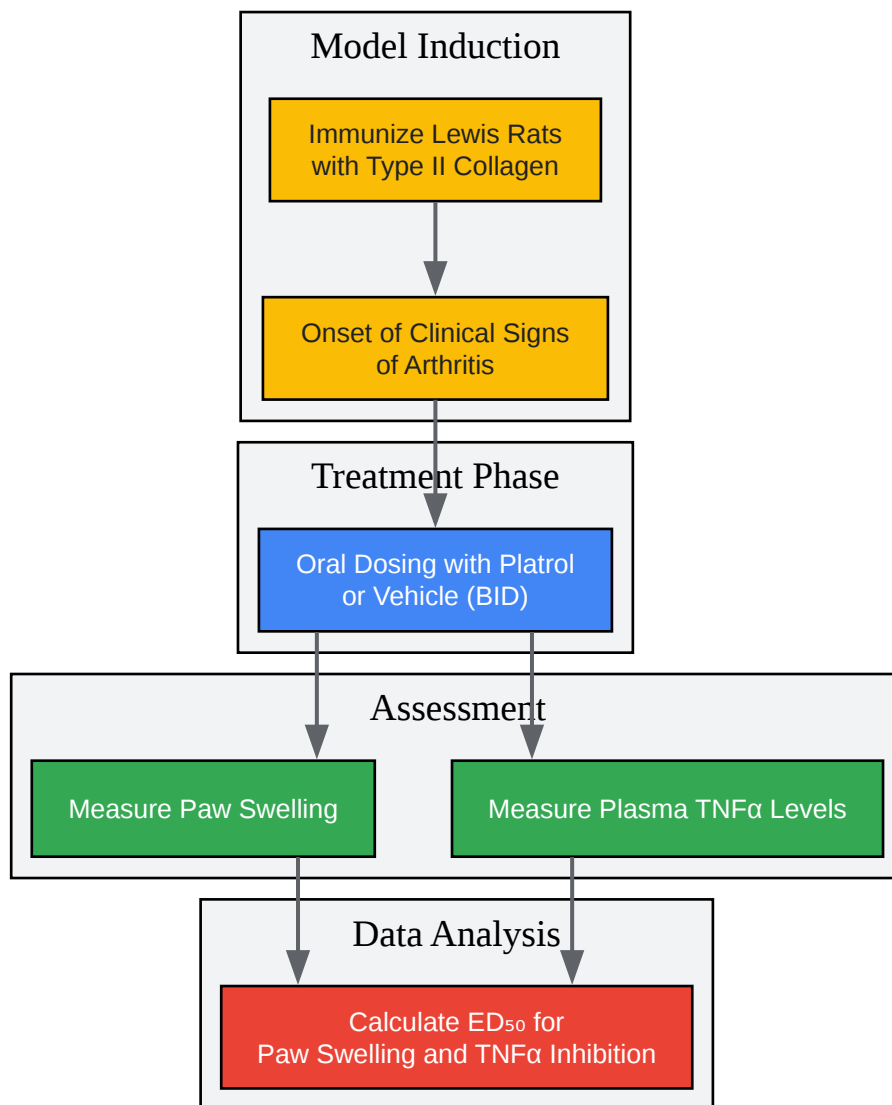 Model Induction
Immunize Lewis Rats
with Type II Collagen
Onset of Clinical Signs
of Arthritis
Treatment Phase
Oral Dosing with Platrol
or Vehicle (BID)
Assessment
Measure Paw Swelling
Measure Plasma TNFα Levels
Data Analysis
Calculate ED₅₀ for
Paw Swelling and TNFα Inhibition